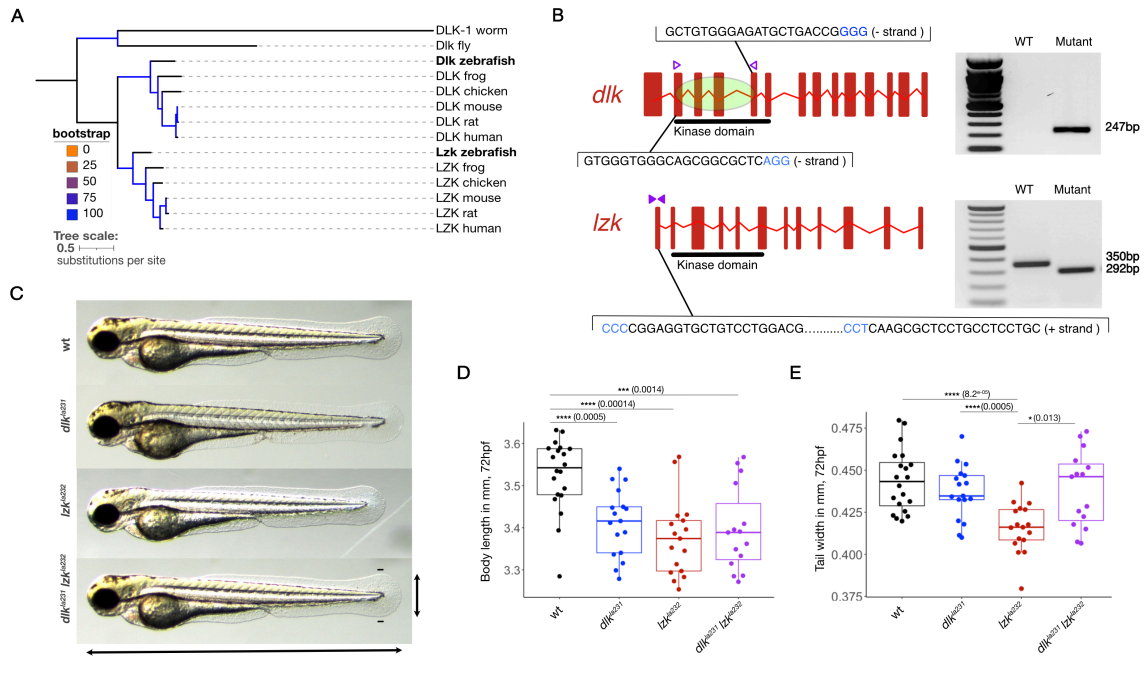 A
DLK-1 worm
Dlk fly
Dlk zebrafish
DLK frog
DLK chicken
DLK mouse
DLK rat
DLK human
Lzk zebrafish
LZK frog
LZK chicken
LZK mouse
LZK rat
LZK human
bootstrap
0
25
50
75
100
Tree scale:
0.5
substitutions per site
B
GCTGTGGGAGATGCTGACCGGGG (- strand )
dlk
Kinase domain
GTGGGTGGGCAGCGGCGCTCAGG (- strand )
WT Mutant
247bp
lzk
Kinase domain
CCCCGGAGGTGCTGTCCTGGACG...........CCTCAAGCGCTCCTGCCTCCTGC (+ strand )
WT Mutant
350bp
292bp
C
wt
dlk^la231
lzk^la232
dlk^la231 lzk^la232
D
*** (0.0014)
**** (0.00014)
**** (0.0005)
Body length in mm, 72hpf
3.6
3.5
3.4
3.3
wt
dlk^la231
lzk^la232
dlk^la231 lzk^la232
E
**** (8.2^e-05)
**** (0.0005)
* (0.013)
Tail width in mm, 72hpf
0.475
0.450
0.425
0.400
0.375
wt
dlk^la231
lzk^la232
dlk^la231 lzk^la232